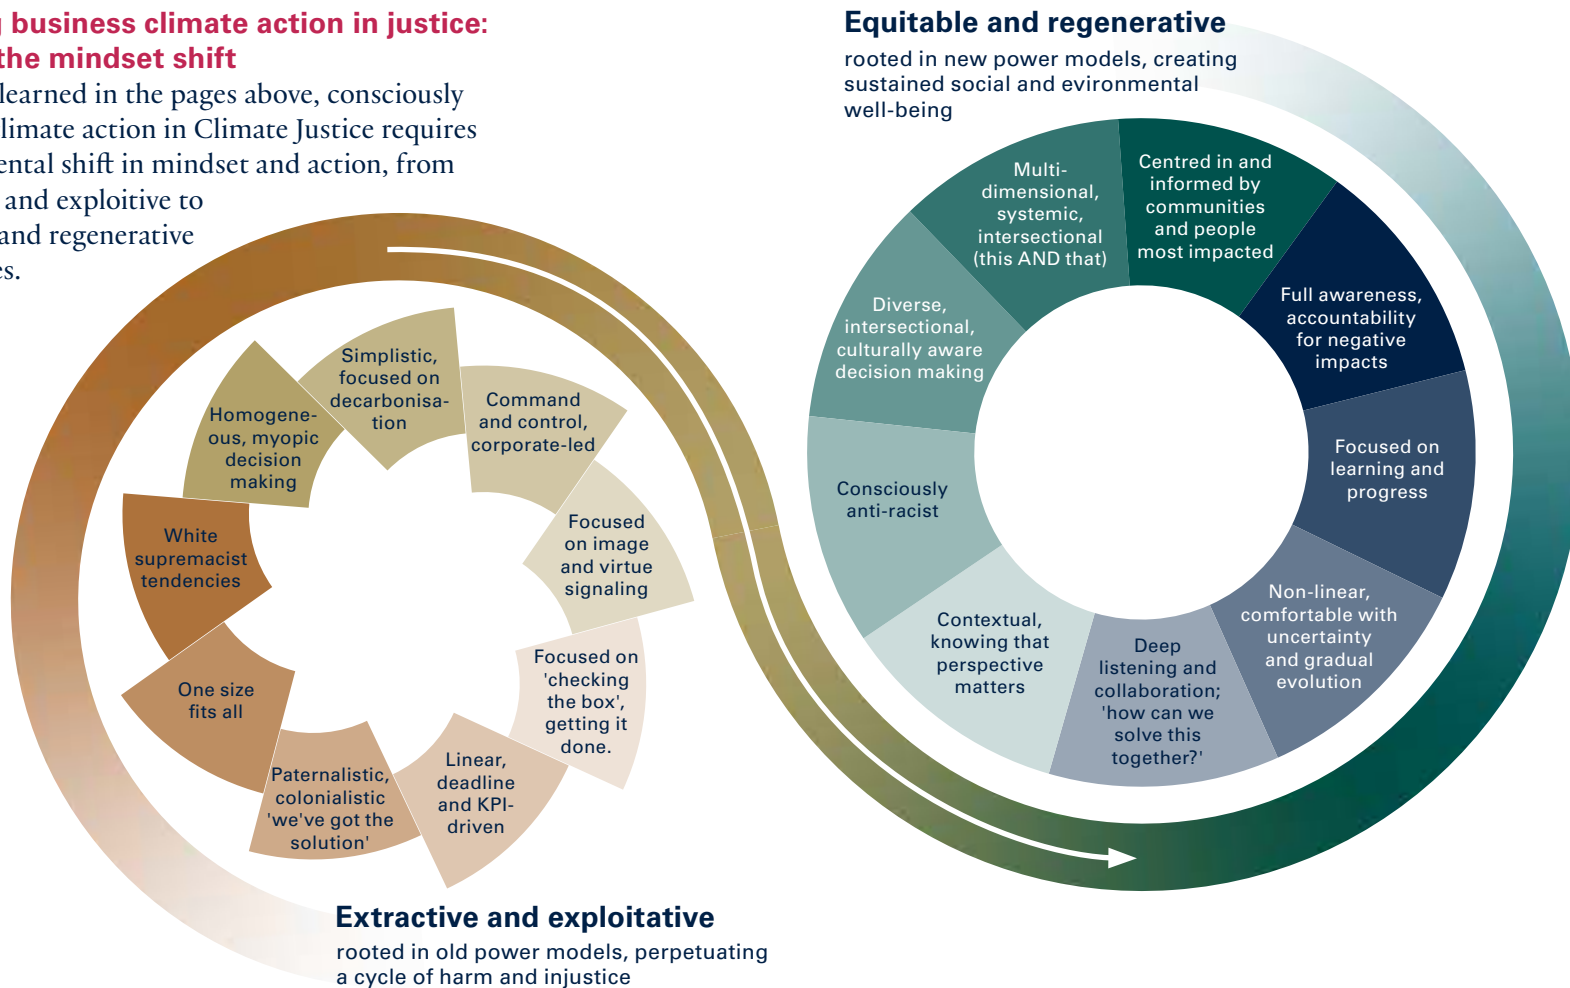 business climate action in justice:
the mindset shift
learned in the pages above, consciously
climate action in Climate Justice requires
shift in mindset and action, from
and exploitive to
and regenerative
Equitable and regenerative
rooted in new power models, creating
sustained social and evironmental
well-being
Multi-
dimensional,
systemic,
intersectional
(this AND that)
Centred in and
informed by
communities
and people
most impacted
Full awareness,
accountability
for negative
impacts
Focused on
learning and
progress
Non-linear,
comfortable with
uncertainty
and gradual
evolution
Deep
listening and
collaboration;
'how can we
solve this
together?'
Contextual,
knowing that
perspective
matters
Consciously
anti-racist
Diverse,
intersectional,
culturally aware
decision making
Simplistic,
focused on
decarbonisa-
tion
Command
and control,
corporate-led
Focused
on image
and virtue
signaling
Focused on
'checking
the box',
getting it
done.
Linear,
deadline
and KPI-
driven
Paternalistic,
colonialistic
'we've got the
solution'
One size
fits all
White
supremacist
tendencies
Homogene-
ous, myopic
decision
making
Extractive and exploitative
rooted in old power models, perpetuating
a cycle of harm and injustice